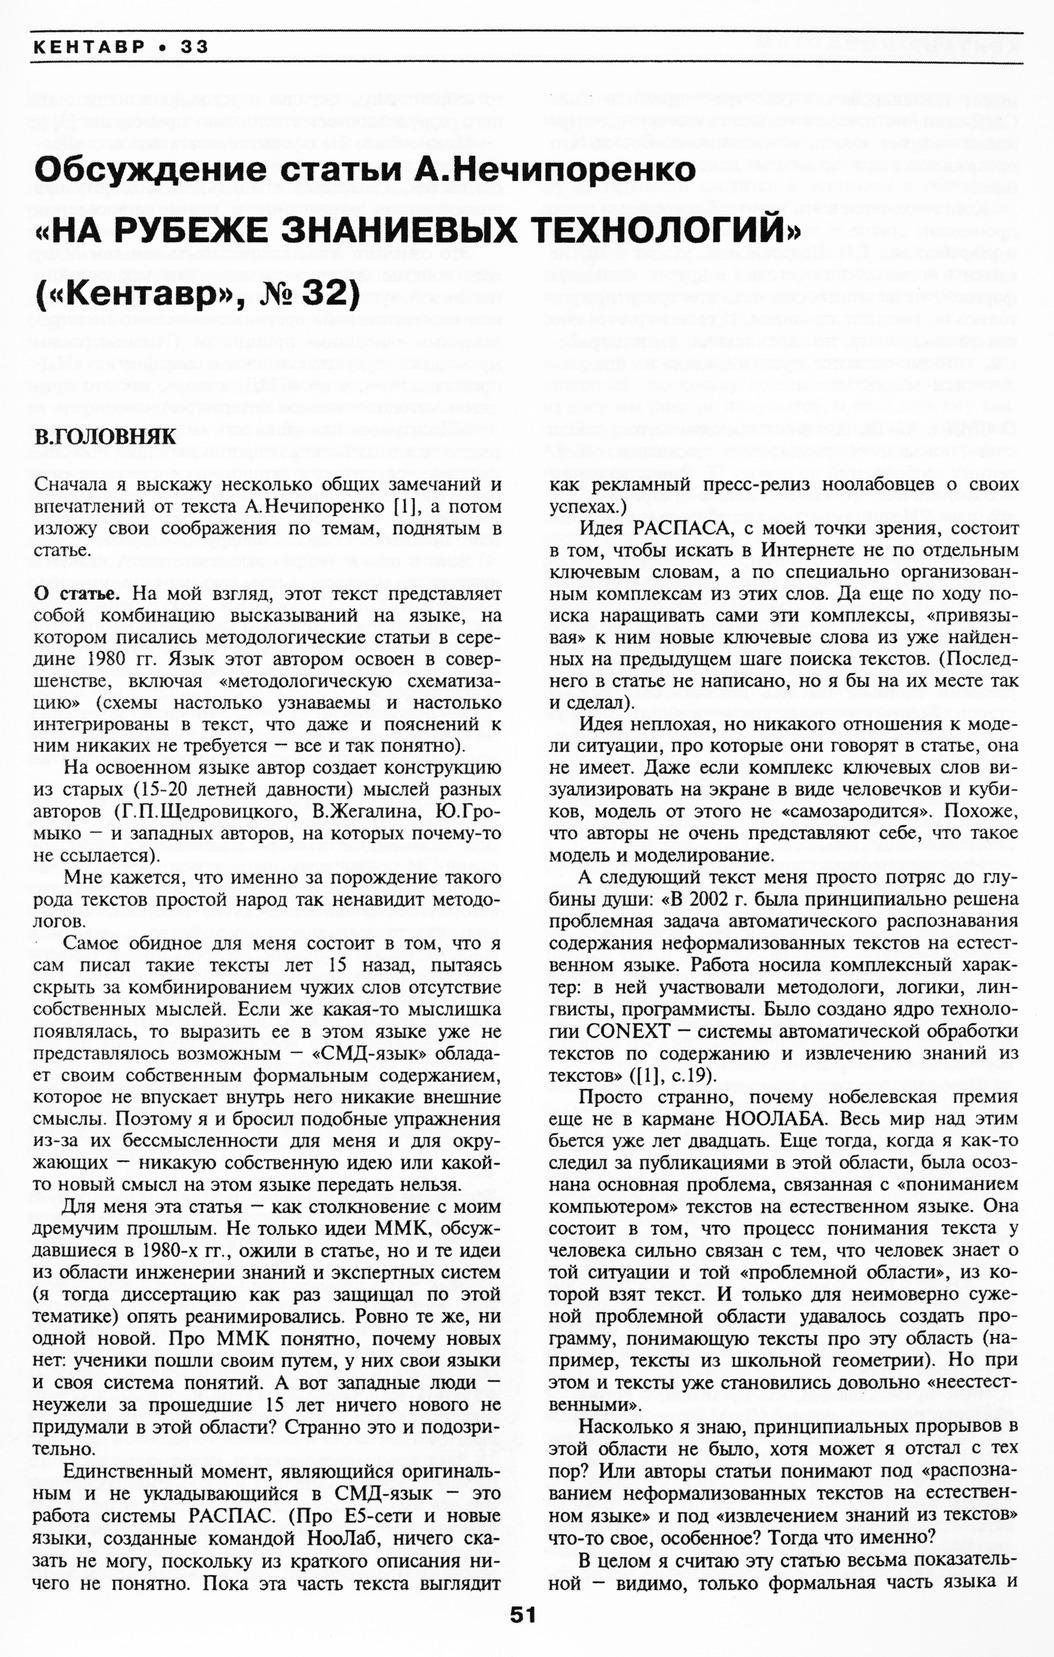 КЕНТАВР • 33
Обсуждение статьи А.Нечипоренко
«НА РУБЕЖЕ ЗНАНИЕВЫХ ТЕХНОЛОГИЙ»
(«Кентавр», № 32)
В.ГОЛОВНЯК
Сначала я выскажу несколько общих замечаний и
впечатлений от текста А.Нечипоренко [1], а потом
изложу свои соображения по темам, поднятым в
статье.
О статье. На мой взгляд, этот текст представляет
собой комбинацию высказываний на языке, на
котором писались методологические статьи в сере-
дине 1980 гг. Язык этот автором освоен в совер-
шенстве, включая «методологическую схематиза-
цию» (схемы настолько узнаваемы и настолько
интегрированы в текст, что даже и пояснений к
ним никаких не требуется — все и так понятно).
На освоенном языке автор создает конструкцию
из старых (15-20 летней давности) мыслей разных
авторов (Г.П.Щедровицкого, В.Жегалина, Ю.Гро-
мыко — и западных авторов, на которых почему-то
не ссылается).
Мне кажется, что именно за порождение такого
рода текстов простой народ так ненавидит методо-
логов.
Самое обидное для меня состоит в том, что я
сам писал такие тексты лет 15 назад, пытаясь
скрыть за комбинированием чужих слов отсутствие
собственных мыслей. Если же какая-то мыслишка
появлялась, то выразить ее в этом языке уже не
представлялось возможным — «СМД-язык» облада-
ет своим собственным формальным содержанием,
которое не впускает внутрь него никакие внешние
смыслы. Поэтому я и бросил подобные упражнения
из-за их бессмысленности для меня и для окру-
жающих — никакую собственную идею или какой-
то новый смысл на этом языке передать нельзя.
Для меня эта статья — как столкновение с моим
дремучим прошлым. Не только идеи ММК, обсуж-
давшиеся в 1980-х гг., ожили в статье, но и те идеи
из области инженерии знаний и экспертных систем
(я тогда диссертацию как раз защищал по этой
тематике) опять реанимировались. Ровно те же, ни
одной новой. Про ММК понятно, почему новых
нет: ученики пошли своим путем, у них свои языки
и своя система понятий. А вот западные люди —
неужели за прошедшие 15 лет ничего нового не
придумали в этой области? Странно это и подозри-
тельно.
Единственный момент, являющийся оригиналь-
ным и не укладывающийся в СМД-язык — это
работа системы РАСПАС. (Про Е5-сети и новые
языки, созданные командой НооЛаб, ничего ска-
зать не могу, поскольку из краткого описания ни-
чего не понятно. Пока эта часть текста выглядит
как рекламный пресс-релиз ноолабовцев о своих
успехах.)
Идея РАСПАСА, с моей точки зрения, состоит
в том, чтобы искать в Интернете не по отдельным
ключевым словам, а по специально организован-
ным комплексам из этих слов. Да еще по ходу по-
иска наращивать сами эти комплексы, «привязы-
вая» к ним новые ключевые слова из уже найден-
ных на предыдущем шаге поиска текстов. (Послед-
него в статье не написано, но я бы на их месте так
и сделал).
Идея неплохая, но никакого отношения к моде-
ли ситуации, про которые они говорят в статье, она
не имеет. Даже если комплекс ключевых слов ви-
зуализировать на экране в виде человечков и куби-
ков, модель от этого не «самозародится». Похоже,
что авторы не очень представляют себе, что такое
модель и моделирование.
А следующий текст меня просто потряс до глу-
бины души: «В 2002 г. была принципиально решена
проблемная задача автоматического распознавания
содержания неформализованных текстов на естест-
венном языке. Работа носила комплексный харак-
тер: в ней участвовали методологи, логики, лин-
гвисты, программисты. Было создано ядро техноло-
гии CONEXT — системы автоматической обработки
текстов по содержанию и извлечению знаний из
текстов» ([1], с.19).
Просто странно, почему нобелевская премия
еще не в кармане НООЛАБА. Весь мир над этим
бьется уже лет двадцать. Еще тогда, когда я как-то
следил за публикациями в этой области, была осоз-
нана основная проблема, связанная с «пониманием
компьютером» текстов на естественном языке. Она
состоит в том, что процесс понимания текста у
человека сильно связан с тем, что человек знает о
той ситуации и той «проблемной области», из ко-
торой взят текст. И только для неимоверно суже-
ной проблемной области удавалось создать про-
грамму, понимающую тексты про эту область (на-
пример, тексты из школьной геометрии). Но при
этом и тексты уже становились довольно «неестест-
венными».
Насколько я знаю, принципиальных прорывов в
этой области не было, хотя может я отстал с тех
пор? Или авторы статьи понимают под «распозна-
ванием неформализованных текстов на естествен-
ном языке» и под «извлечением знаний из текстов»
что-то свое, особенное? Тогда что именно?
В целом я считаю эту статью весьма показатель-
ной — видимо, только формальная часть языка и
51